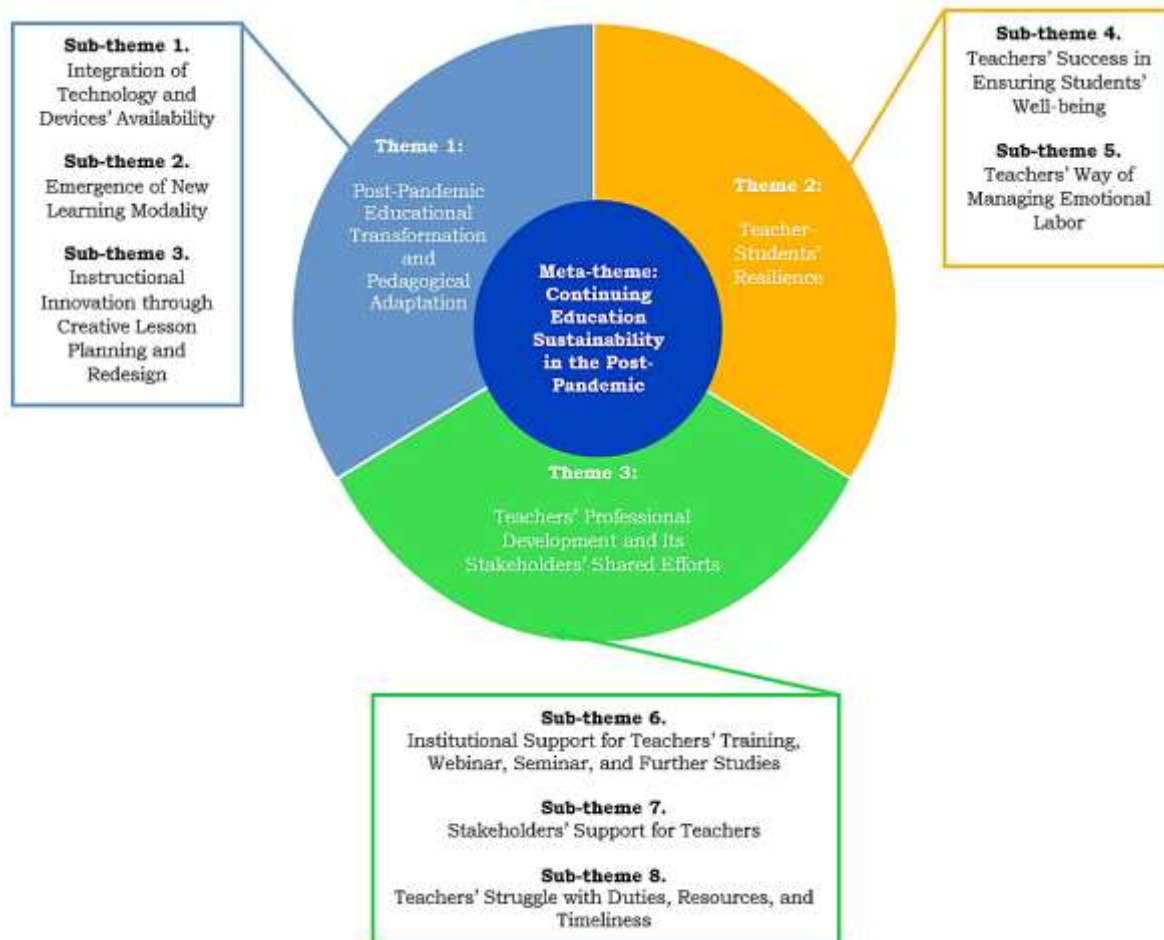 Sub-theme 1.
Integration of
Technology and
Devices' Availability
Sub-theme 2.
Emergence of New
Learning Modality
Sub-theme 3.
Instructional
Innovation through
Creative Lesson
Planning and
Redesign
Theme 1:
Post-Pandemic
Educational
Transformation
and
Pedagogical
Adaptation
Meta-theme:
Continuing
Education
Sustainability
in the Post-
Pandemic
Theme 2:
Teacher-
Students'
Resilience
Sub-theme 4.
Teachers' Success in
Ensuring Students'
Well-being
Sub-theme 5.
Teachers' Way of
Managing Emotional
Labor
Theme 3:
Teachers' Professional
Development and Its
Stakeholders' Shared Efforts
Sub-theme 6.
Institutional Support for Teachers' Training,
Webinar, Seminar, and Further Studies
Sub-theme 7.
Stakeholders' Support for Teachers
Sub-theme 8.
Teachers' Struggle with Duties, Resources, and
Timeliness